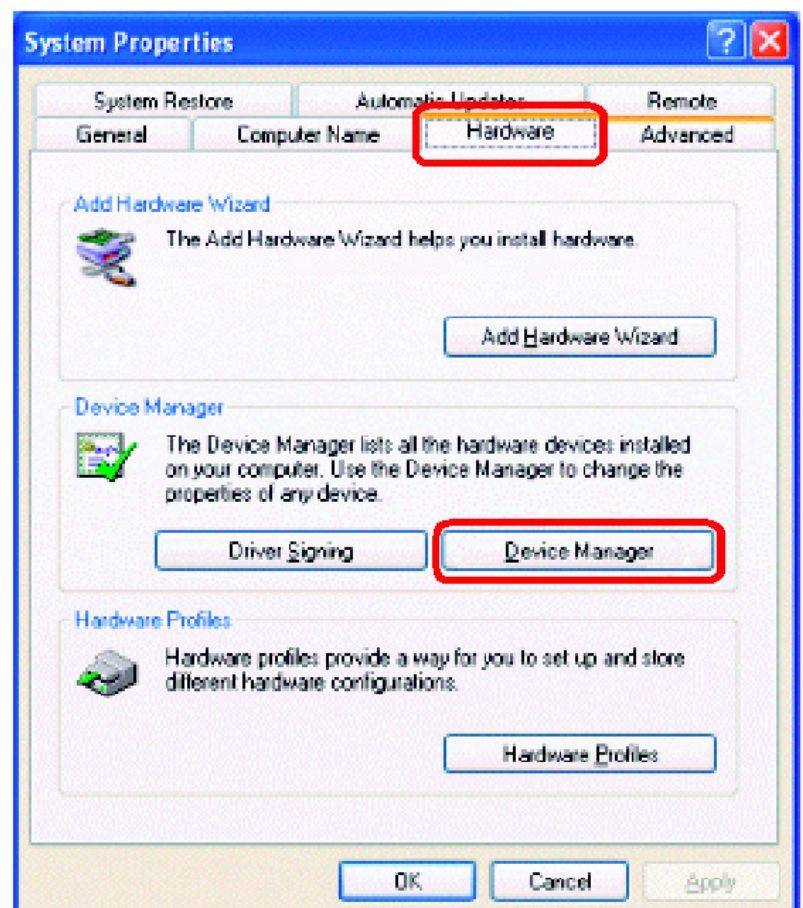 System Properties
System Restore Automatic Updates Remote
General Computer Name Hardware Advanced
Add Hardware Wizard
The Add Hardware Wizard helps you install hardware.
Add Hardware Wizard
Device Manager
The Device Manager lists all the hardware devices installed
on your computer. Use the Device Manager to change the
properties of any device.
Driver Signing Device Manager
Hardware Profiles
Hardware profiles provide a way for you to set up and store
different hardware configurations.
Hardware Profiles
OK Cancel Apply